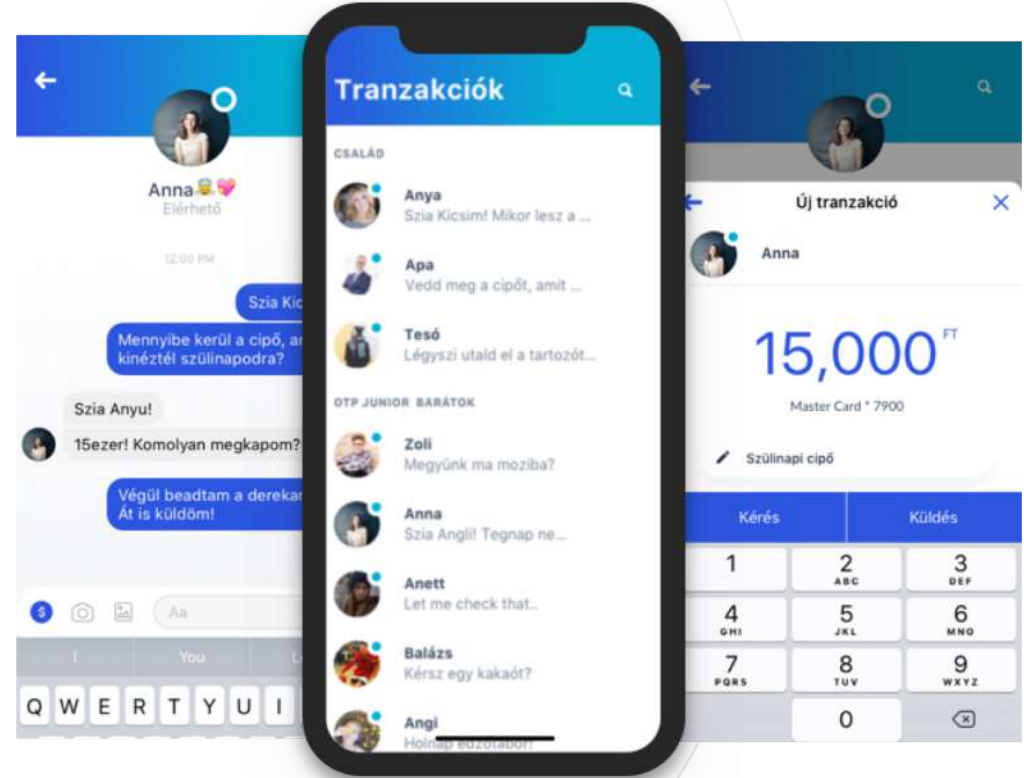 Anna😇💖
Elérhető
12:00 PM
Szia Kic
Mennyibe kerül a cipő, a
kinéztél szülinapodra?
Szia Anyu!
15ezer! Komolyan megkapom?
Végül beadtam a dereka
Át is küldöm!
Aa
I You L
Q W E R T Y U I
Tranzakciók
CSALÁD
Anya
Szia Kicsim! Mikor lesz a ...
Apa
Vedd meg a cipőt, amit ...
Tesó
Légyszi utald el a tartozót...
OTP JUNIOR BARÁTOK
Zoli
Megyünk ma moziba?
Anna
Szia Angli! Tegnap ne...
Anett
Let me check that..
Balázs
Kérsz egy kakaót?
Angi
Holnap edzőtábor!
Új tranzakció
Anna
15,000 FT
Master Card * 7900
Szülinapi cipő
Kérés Küldés
1 2 3
ABC DEF
4 5 6
GHI JKL MNO
7 8 9
PQRS TUV WXYZ
0